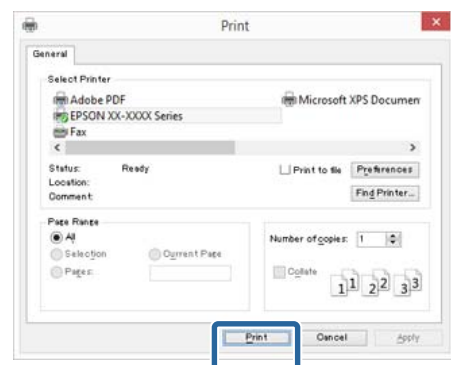 Print
General
Select Printer
Adobe PDF
Microsoft XPS Documen
EPSON XX-XXXX Series
Fax
Status: Ready
Print to file
Preferences
Location:
Comment:
Find Printer...
Page Range
All
Selection
Current Page
Pages:
Number of copies: 1
Collate
1 1 2 2 3 3
Print
Cancel
Apply